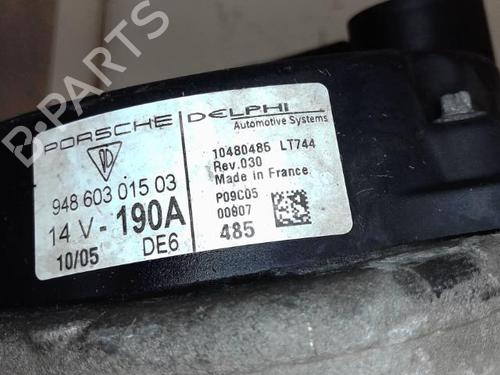 B-PARTS
PORSCHE
948 603 015 03
14 V - 190A
10/05 DE6
DELPHI
Automotive Systems
10480485 LT744
Rev.030
Made in France
P09C05
00807
485